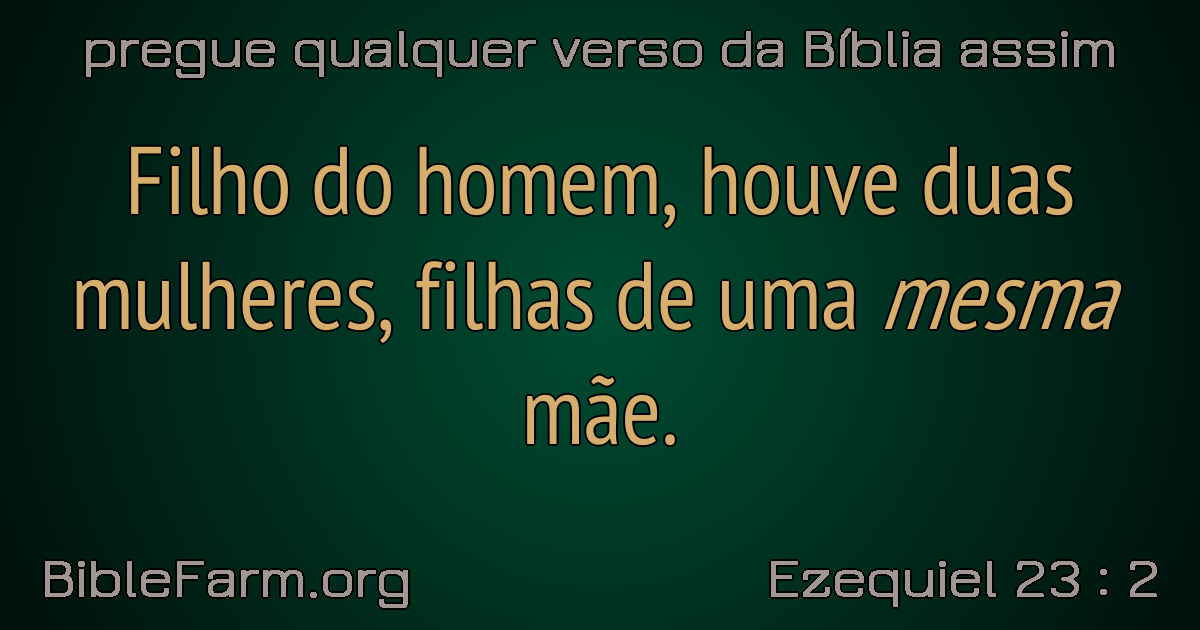 pregue qualquer verso da Bíblia assim
Filho do homem, houve duas
mulheres, filhas de uma mesma
mãe.
BibleFarm.org
Ezequiel 23 : 2